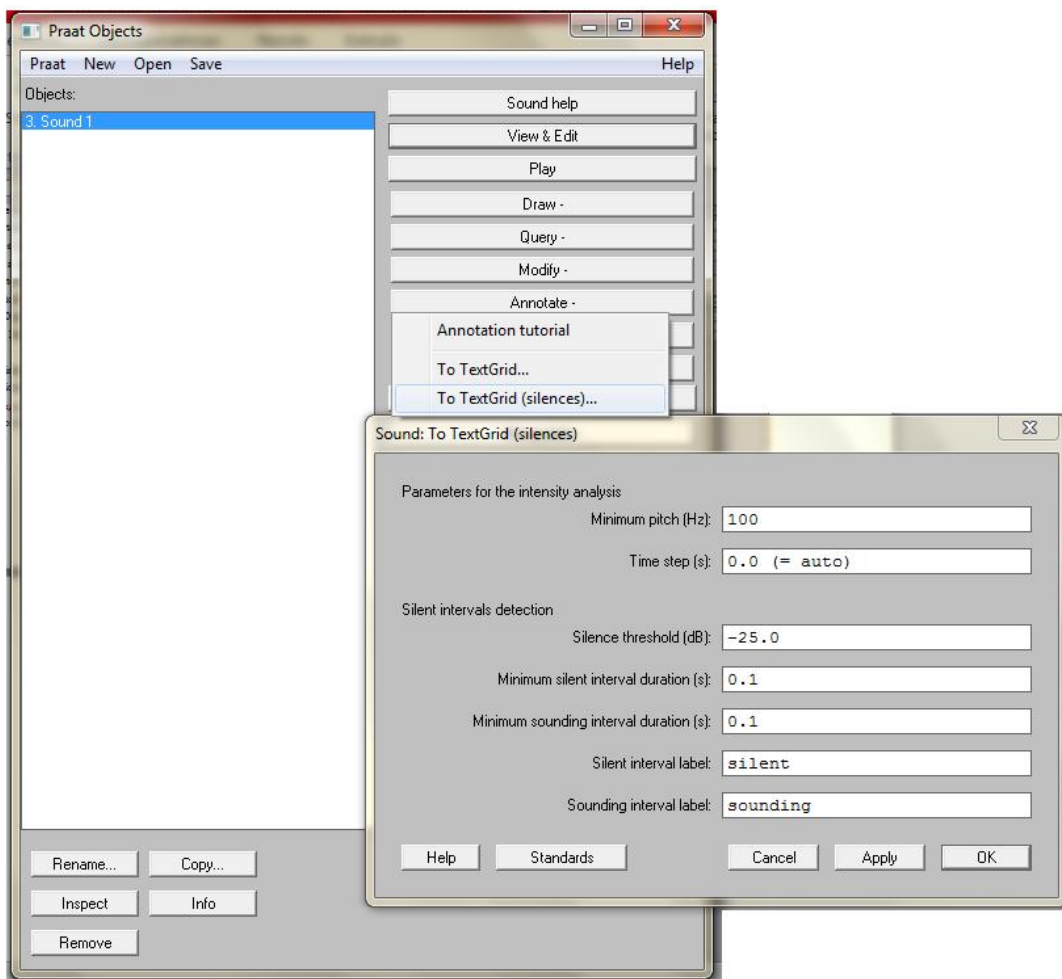 Praat Objects
Praat New Open Save Help
Objects:
3. Sound 1
Sound help
View & Edit
Play
Draw -
Query -
Modify -
Annotate -
Annotation tutorial
To TextGrid...
To TextGrid (silences)...
Sound: To TextGrid (silences)
Parameters for the intensity analysis
Minimum pitch (Hz): 100
Time step (s): 0.0 (= auto)
Silent intervals detection
Silence threshold (dB): -25.0
Minimum silent interval duration (s): 0.1
Minimum sounding interval duration (s): 0.1
Silent interval label: silent
Sounding interval label: sounding
Help Standards Cancel Apply OK
Rename... Copy...
Inspect Info
Remove